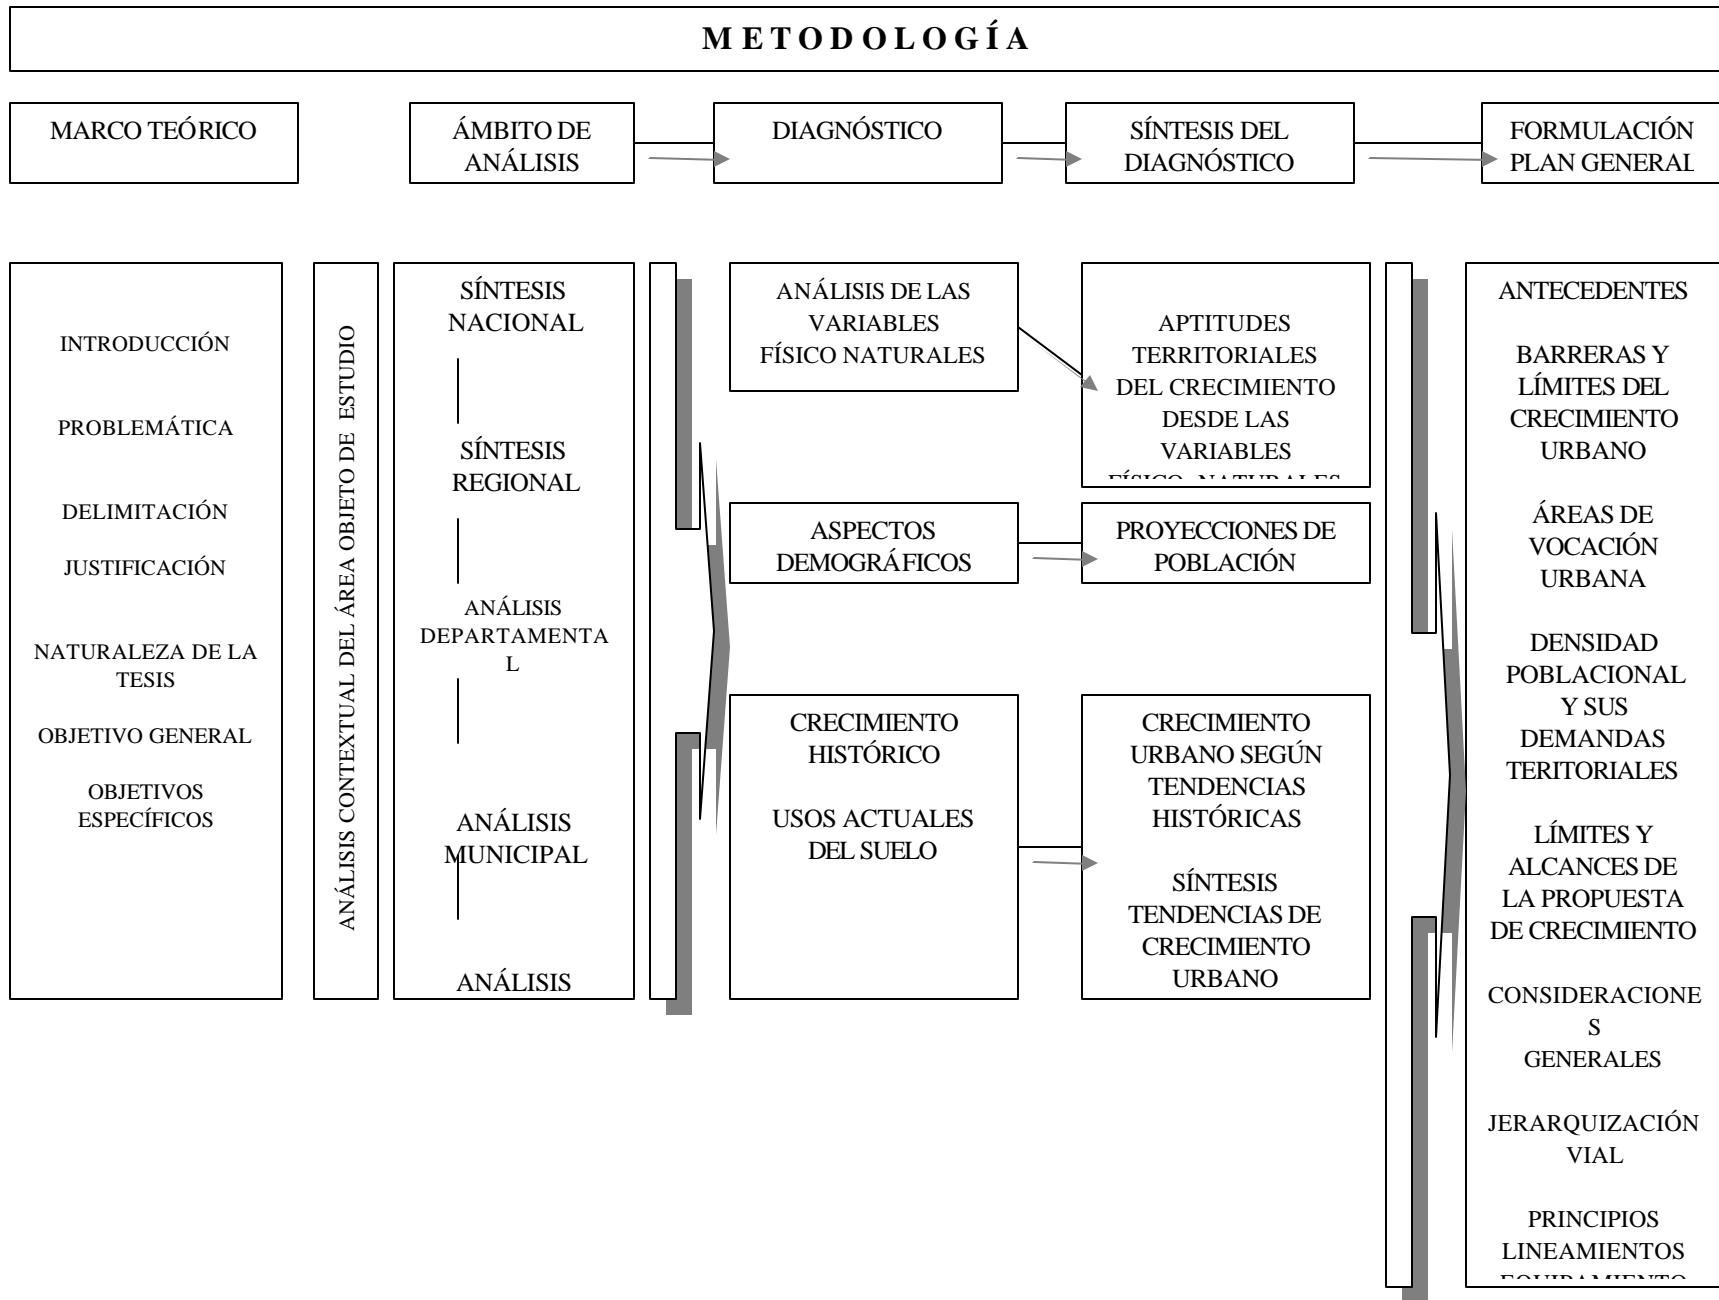 METODOLOGÍA
MARCO TEÓRICO
ÁMBITO DE
ANÁLISIS
DIAGNÓSTICO
SÍNTESIS DEL
DIAGNÓSTICO
FORMULACIÓN
PLAN GENERAL
INTRODUCCIÓN
PROBLEMÁTICA
DELIMITACIÓN
JUSTIFICACIÓN
NATURALEZA DE LA
TESIS
OBJETIVO GENERAL
OBJETIVOS
ESPECÍFICOS
ANÁLISIS CONTEXTUAL DEL ÁREA OBJETO DE ESTUDIO
SÍNTESIS
NACIONAL
SÍNTESIS
REGIONAL
ANÁLISIS
DEPARTAMENTA
L
ANÁLISIS
MUNICIPAL
ANÁLISIS
ANÁLISIS DE LAS
VARIABLES
FÍSICO NATURALES
ASPECTOS
DEMOGRÁFICOS
CRECIMIENTO
HISTÓRICO
USOS ACTUALES
DEL SUELO
APTITUDES
TERRITORIALES
DEL CRECIMIENTO
DESDE LAS
VARIABLES
FÍSICO- NATURALES
PROYECCIONES DE
POBLACIÓN
CRECIMIENTO
URBANO SEGÚN
TENDENCIAS
HISTÓRICAS
SÍNTESIS
TENDENCIAS DE
CRECIMIENTO
URBANO
ANTECEDENTES
BARRERAS Y
LÍMITES DEL
CRECIMIENTO
URBANO
ÁREAS DE
VOCACIÓN
URBANA
DENSIDAD
POBLACIONAL
Y SUS
DEMANDAS
TERITORIALES
LÍMITES Y
ALCANCES DE
LA PROPUESTA
DE CRECIMIENTO
CONSIDERACIONE
S
GENERALES
JERARQUIZACIÓN
VIAL
PRINCIPIOS
LINEAMIENTOS
EQUIPAMIENTO